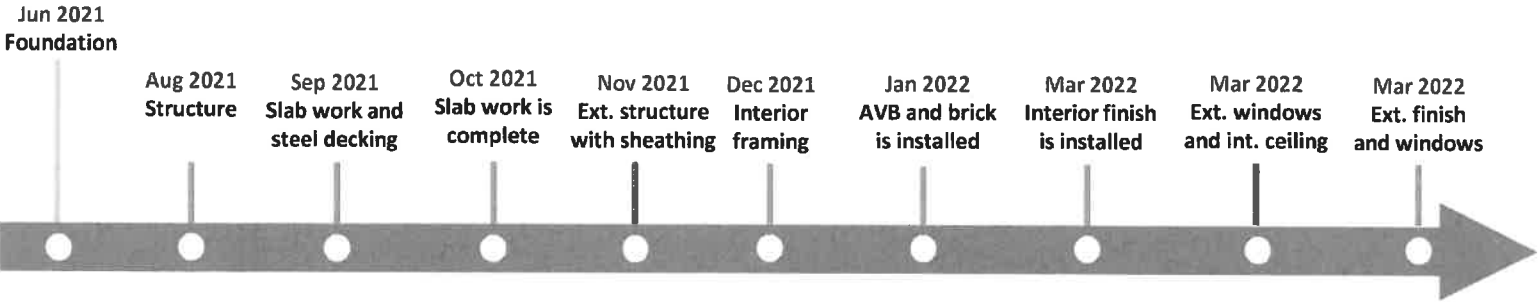 Jun 2021
Foundation
Aug 2021
Structure
Sep 2021
Slab work and
steel decking
Oct 2021
Slab work is
complete
Nov 2021
Ext. structure
with sheathing
Dec 2021
Interior
framing
Jan 2022
AVB and brick
is installed
Mar 2022
Interior finish
is installed
Mar 2022
Ext. windows
and int. ceiling
Mar 2022
Ext. finish
and windows